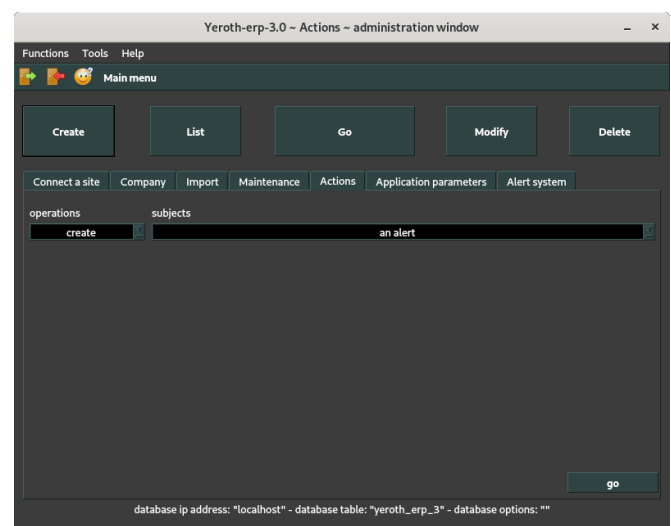 Yeroth-erp-3.0 ~ Actions ~ administration window
Functions Tools Help
Main menu
Create List Go Modify Delete
Connect a site Company Import Maintenance Actions Application parameters Alert system
operations subjects
create an alert
go
database ip address: "localhost" - database table: "yeroth_erp_3" - database options: ""